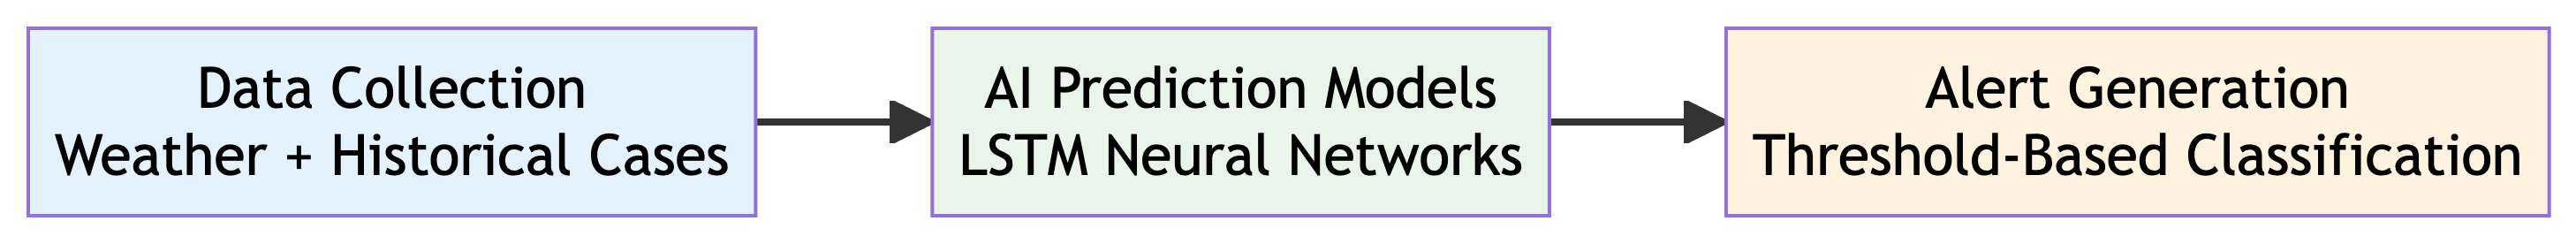 Data Collection
Weather + Historical Cases
AI Prediction Models
LSTM Neural Networks
Alert Generation
Threshold-Based Classification